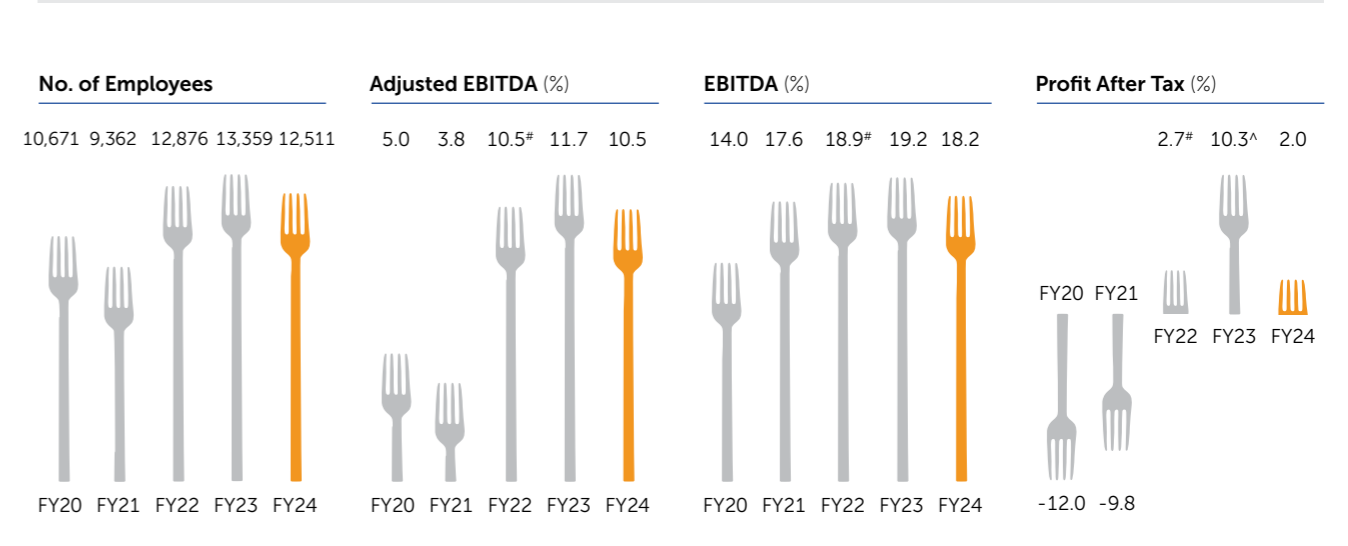 No. of Employees
10,671 9,362 12,876 13,359 12,511
FY20 FY21 FY22 FY23 FY24
Adjusted EBITDA (%)
5.0 3.8 10.5# 11.7 10.5
FY20 FY21 FY22 FY23 FY24
EBITDA (%)
14.0 17.6 18.9# 19.2 18.2
FY20 FY21 FY22 FY23 FY24
Profit After Tax (%)
2.7# 10.3^ 2.0
FY20 FY21
FY22 FY23 FY24
-12.0 -9.8